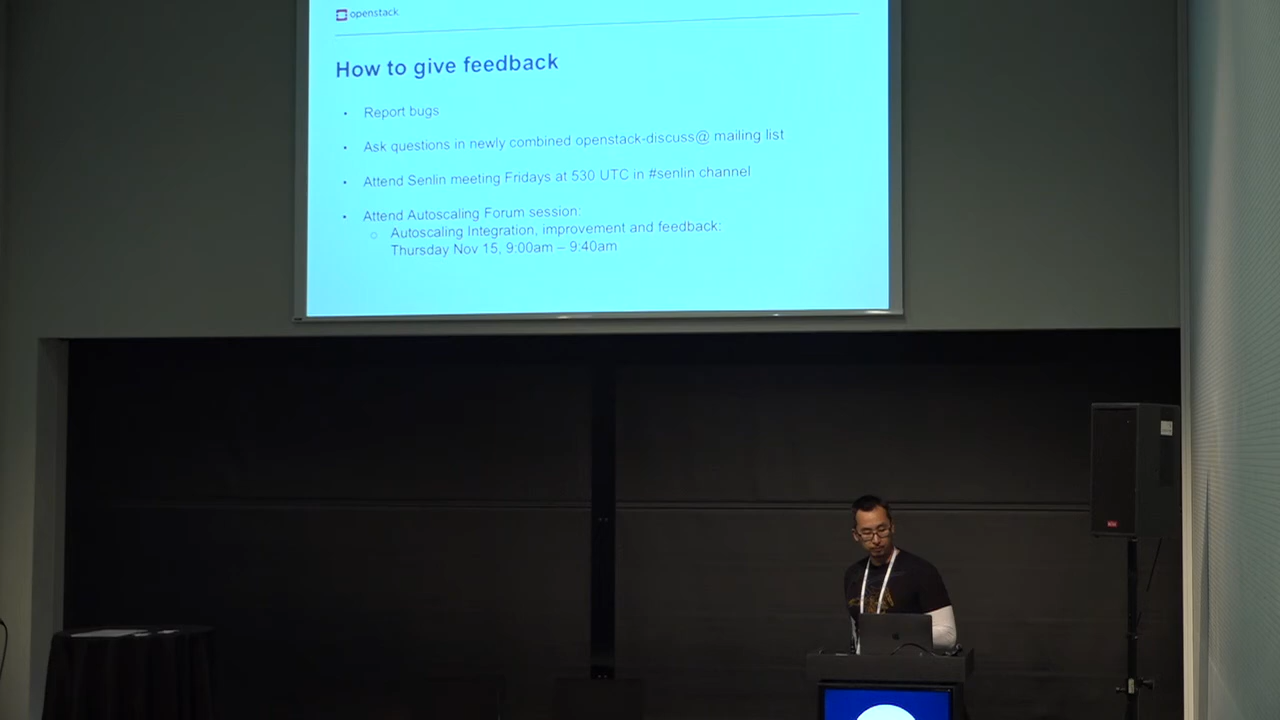 openstack.
How to give feedback
• Report bugs
• Ask questions in newly combined openstack-discuss@ mailing list
• Attend Senlin meeting Fridays at 530 UTC in #senlin channel
• Attend Autoscaling Forum session:
○ Autoscaling Integration, improvement and feedback:
Thursday Nov 15, 9:00am – 9:40am